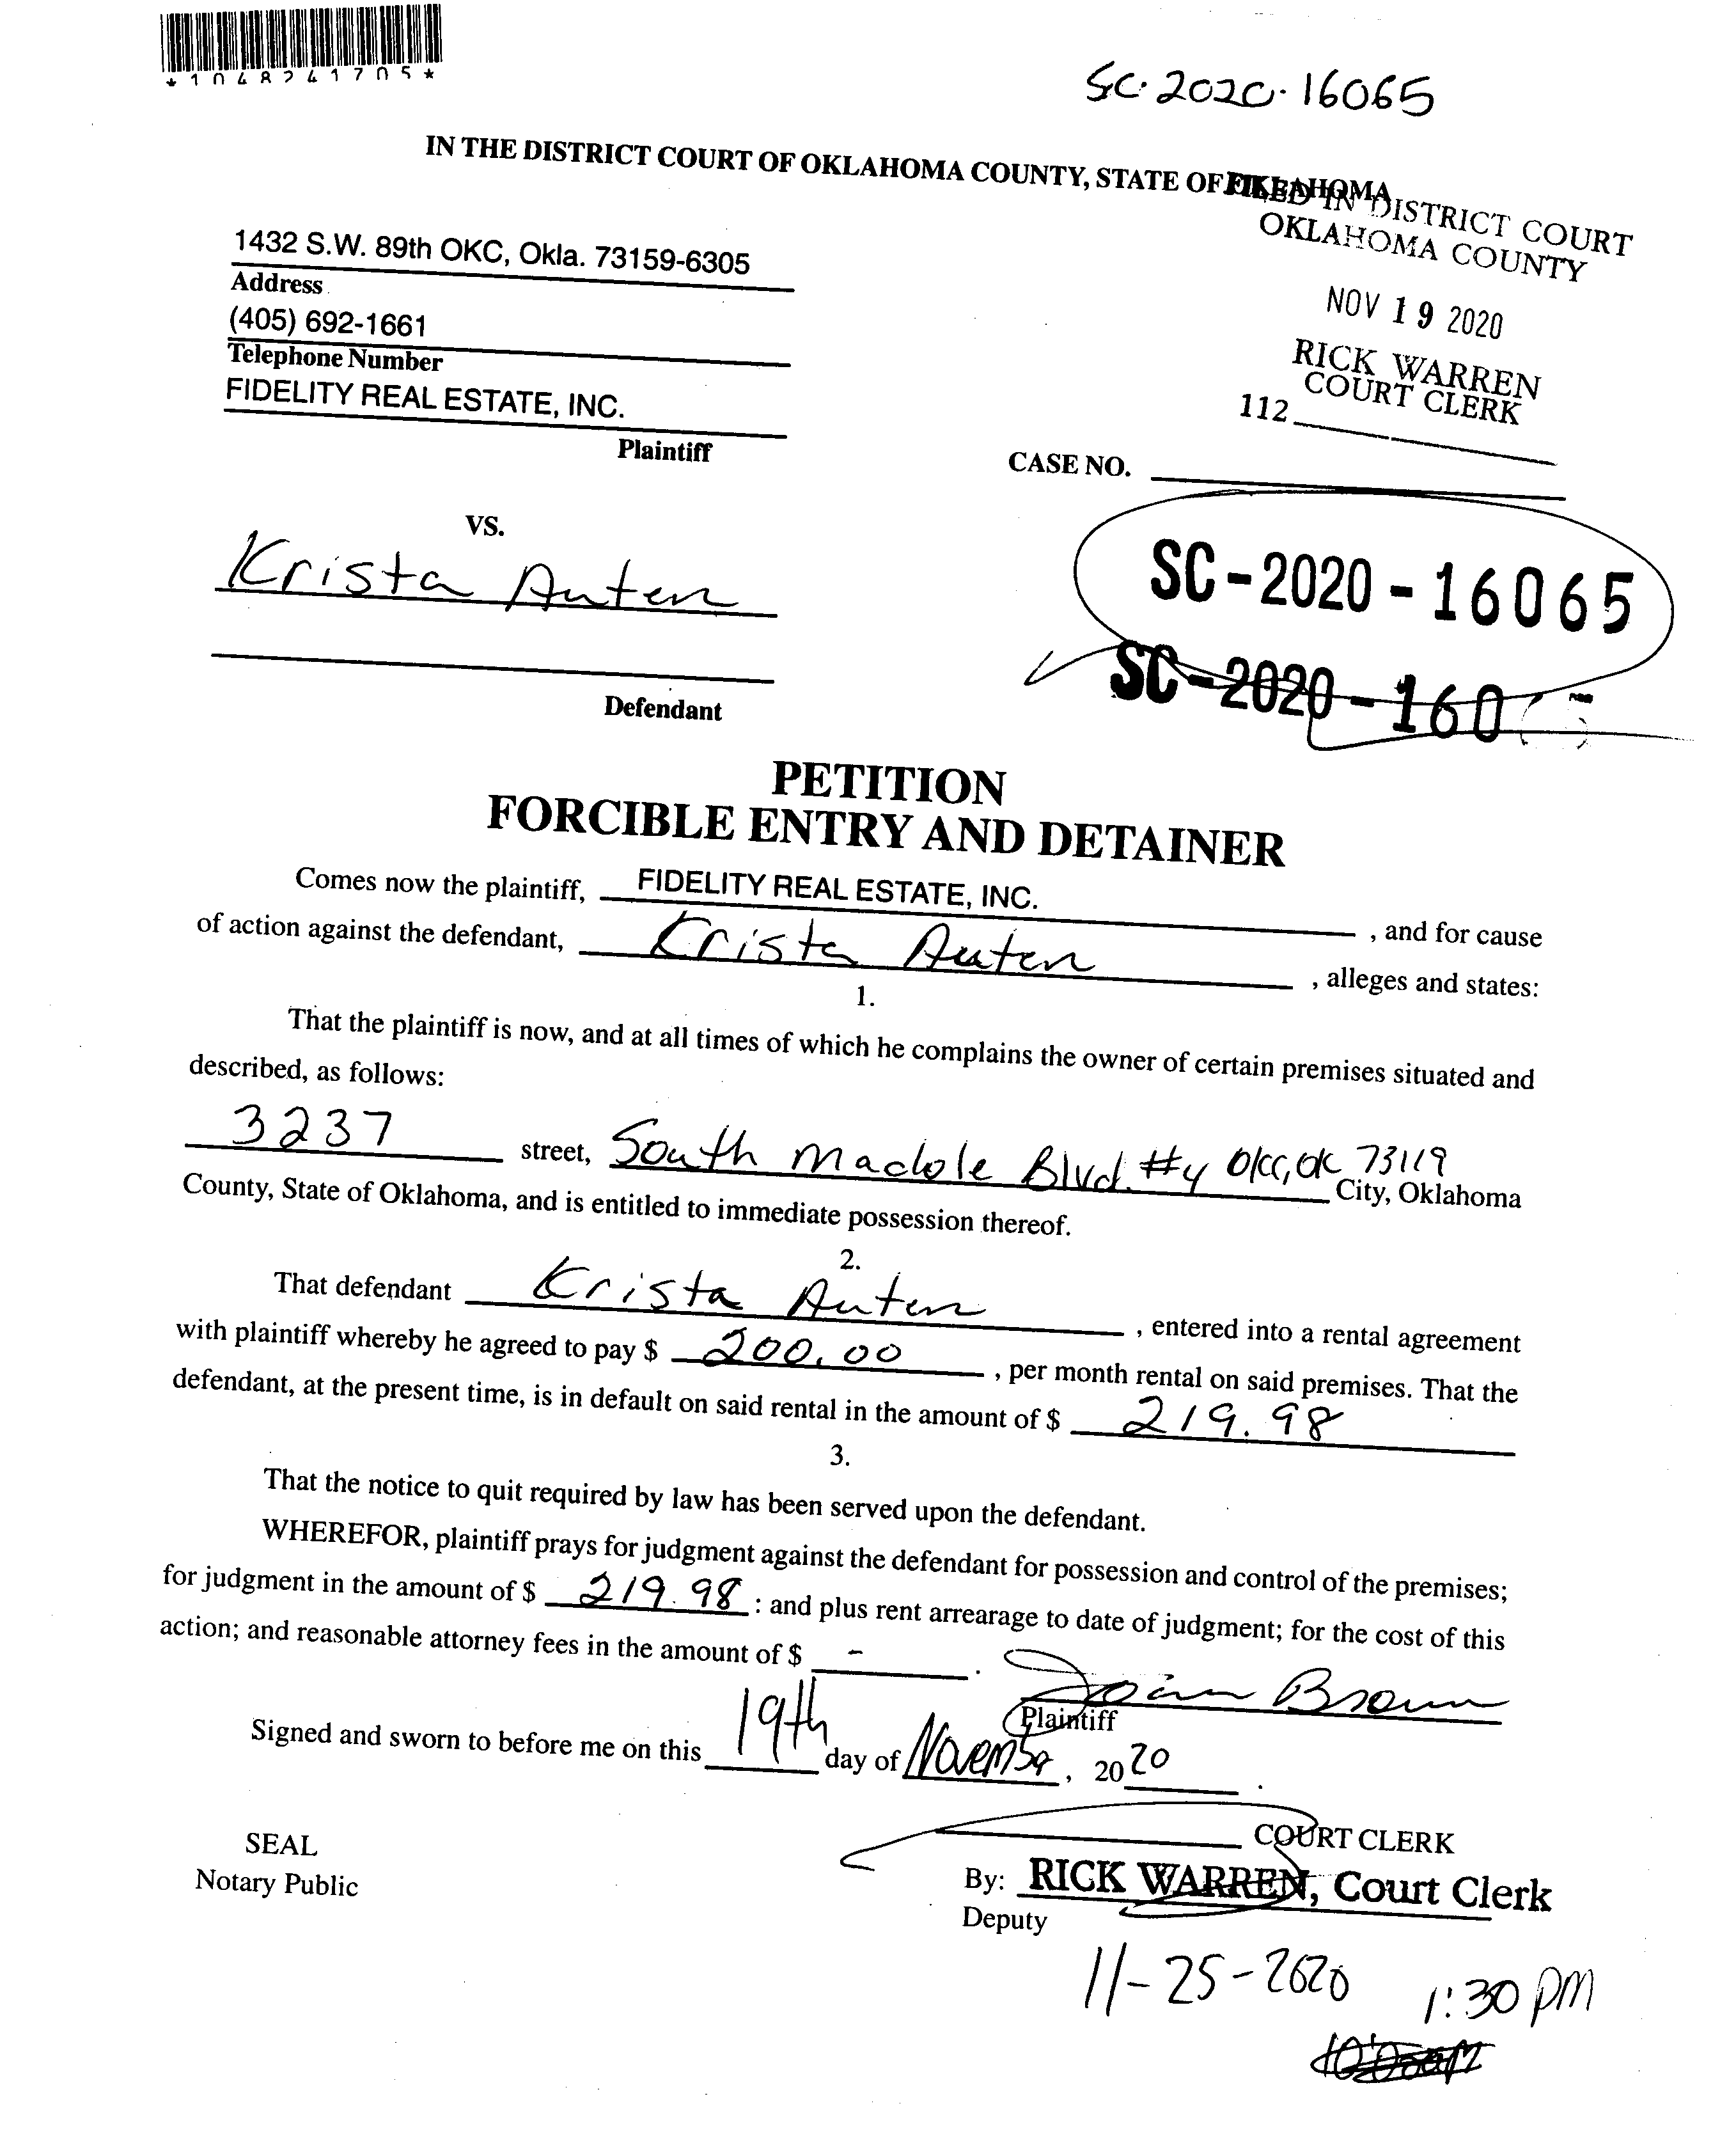 *1048241705*
SC-2020-16065
IN THE DISTRICT COURT OF OKLAHOMA COUNTY, STATE OF OKLAHOMA
FILED IN DISTRICT COURT
OKLAHOMA COUNTY
1432 S.W. 89th OKC, Okla. 73159-6305
Address
(405) 692-1661
Telephone Number
FIDELITY REAL ESTATE, INC.
Plaintiff
NOV 19 2020
RICK WARREN
COURT CLERK
112
CASE NO.
VS.
Krista Auten
SC-2020-16065
SC-2020-160
Defendant
PETITION
FORCIBLE ENTRY AND DETAINER
Comes now the plaintiff, FIDELITY REAL ESTATE, INC. , and for cause
of action against the defendant, Krista Auten , alleges and states:
1.
That the plaintiff is now, and at all times of which he complains the owner of certain premises situated and
described, as follows:
3237 street, South Madole Blvd. #4 OKC, OK 73119 City, Oklahoma
County, State of Oklahoma, and is entitled to immediate possession thereof.
2.
That defendant Krista Auten , entered into a rental agreement
with plaintiff whereby he agreed to pay $ 200.00 , per month rental on said premises. That the
defendant, at the present time, is in default on said rental in the amount of $ 219.98
3.
That the notice to quit required by law has been served upon the defendant.
WHEREFOR, plaintiff prays for judgment against the defendant for possession and control of the premises;
for judgment in the amount of $ 219.98 : and plus rent arrearage to date of judgment; for the cost of this
action; and reasonable attorney fees in the amount of $ - .
Joann Brown
Plaintiff
Signed and sworn to before me on this 19th day of November, 2020 .
SEAL
Notary Public
COURT CLERK
By: RICK WARREN, Court Clerk
Deputy
11-25-2020 1:30 PM